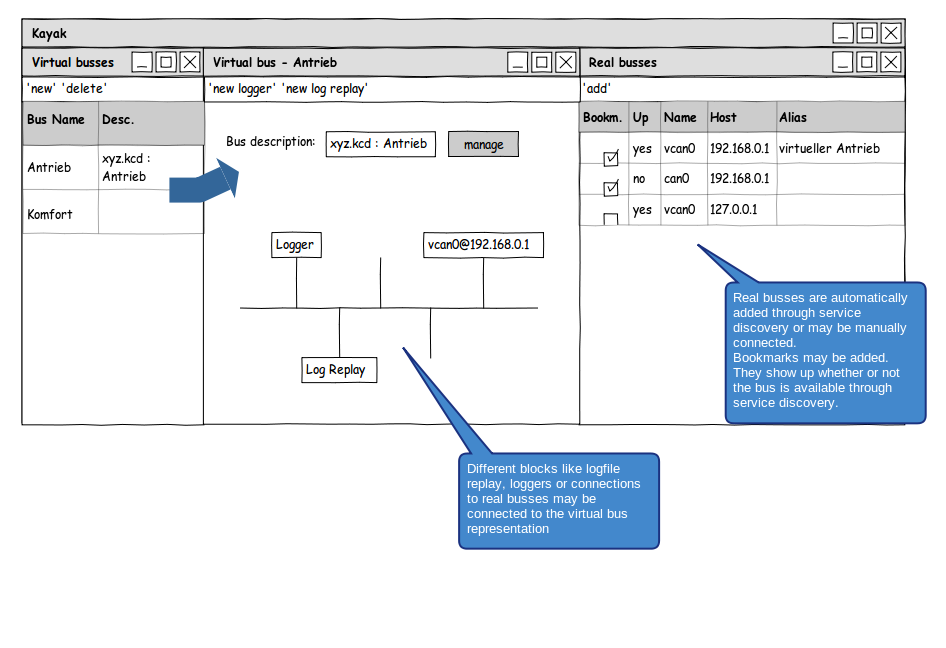 Kayak
Virtual busses
'new' 'delete'
Bus Name Desc.
Antrieb xyz.kcd :
Antrieb
Komfort
Virtual bus - Antrieb
'new logger' 'new log replay'
Bus description: xyz.kcd : Antrieb manage
Logger vcan0@192.168.0.1
Log Replay
Different blocks like logfile
replay, loggers or connections
to real busses may be
connected to the virtual bus
representation
Real busses
'add'
Bookm. Up Name Host Alias
yes vcan0 192.168.0.1 virtueller Antrieb
no can0 192.168.0.1
yes vcan0 127.0.0.1
Real busses are automatically
added through service
discovery or may be manually
connected.
Bookmarks may be added.
They show up whether or not
the bus is available through
service discovery.